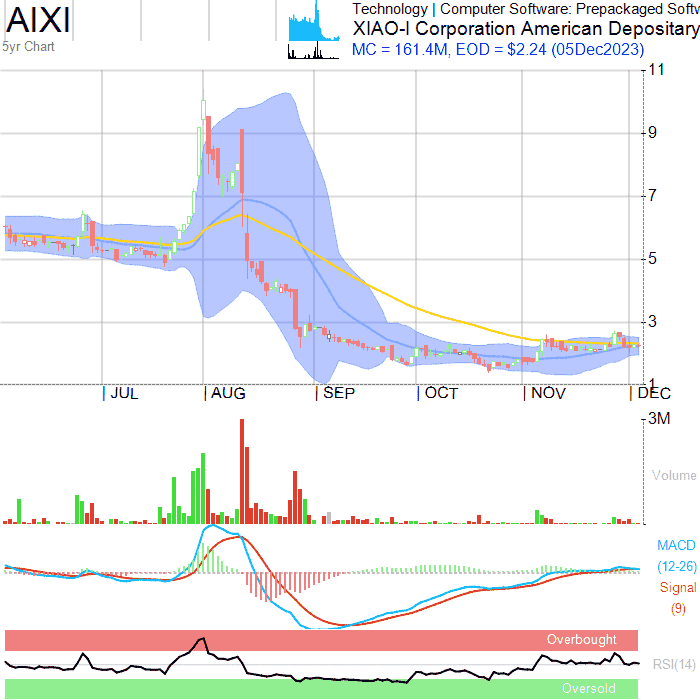 AIXI
5yr Chart
Technology | Computer Software: Prepackaged Softw
XIAO-I Corporation American Depositary
MC = 161.4M, EOD = $2.24 (05Dec2023)
11
9
7
5
3
1
JUL AUG SEP OCT NOV DEC
3M
Volume
MACD
(12-26)
Signal
(9)
Overbought
RSI(14)
Oversold